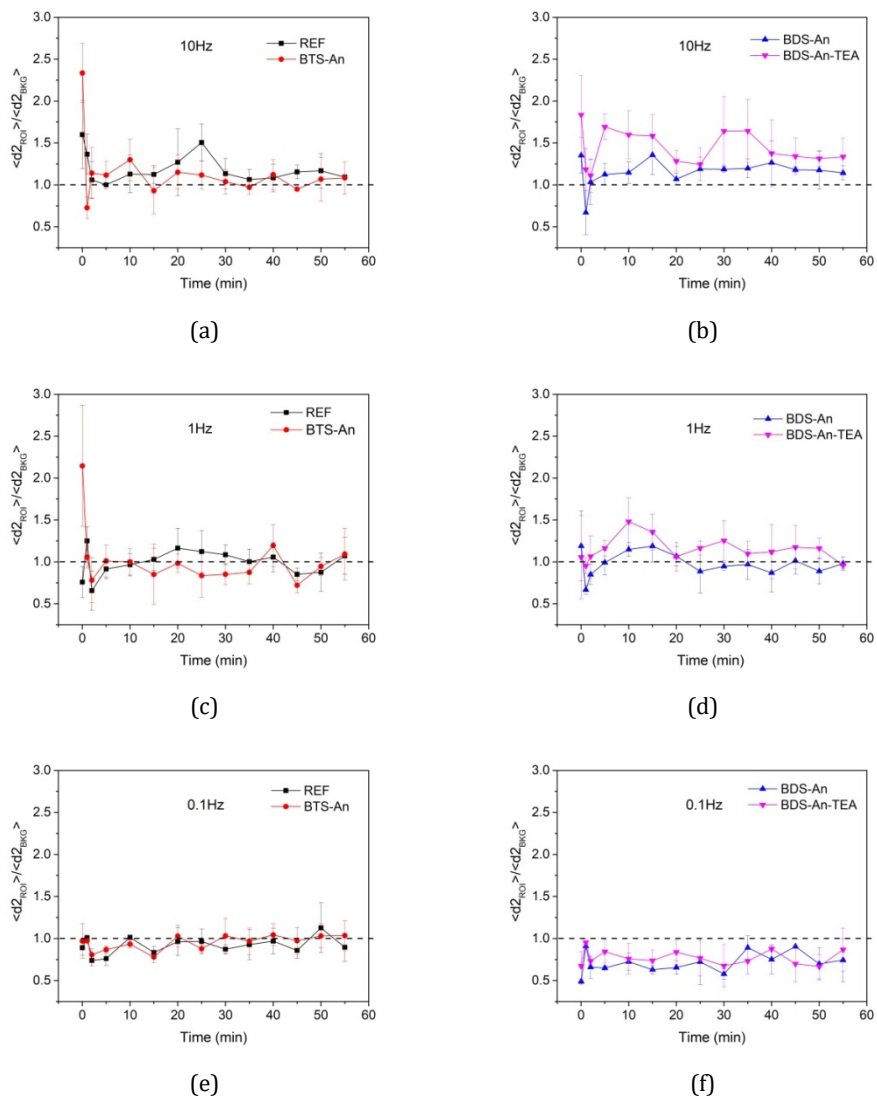 3.0
2.5
2.0
1.5
1.0
0.5
<d2ROI>/<d2BKG>
10Hz
REF
BTS-An
0 10 20 30 40 50 60
Time (min)
(a)
3.0
2.5
2.0
1.5
1.0
0.5
<d2ROI>/<d2BKG>
10Hz
BDS-An
BDS-An-TEA
0 10 20 30 40 50 60
Time (min)
(b)
3.0
2.5
2.0
1.5
1.0
0.5
<d2ROI>/<d2BKG>
1Hz
REF
BTS-An
0 10 20 30 40 50 60
Time (min)
(c)
3.0
2.5
2.0
1.5
1.0
0.5
<d2ROI>/<d2BKG>
1Hz
BDS-An
BDS-An-TEA
0 10 20 30 40 50 60
Time (min)
(d)
3.0
2.5
2.0
1.5
1.0
0.5
<d2ROI>/<d2BKG>
0.1Hz
REF
BTS-An
0 10 20 30 40 50 60
Time (min)
(e)
3.0
2.5
2.0
1.5
1.0
0.5
<d2ROI>/<d2BKG>
0.1Hz
BDS-An
BDS-An-TEA
0 10 20 30 40 50 60
Time (min)
(f)